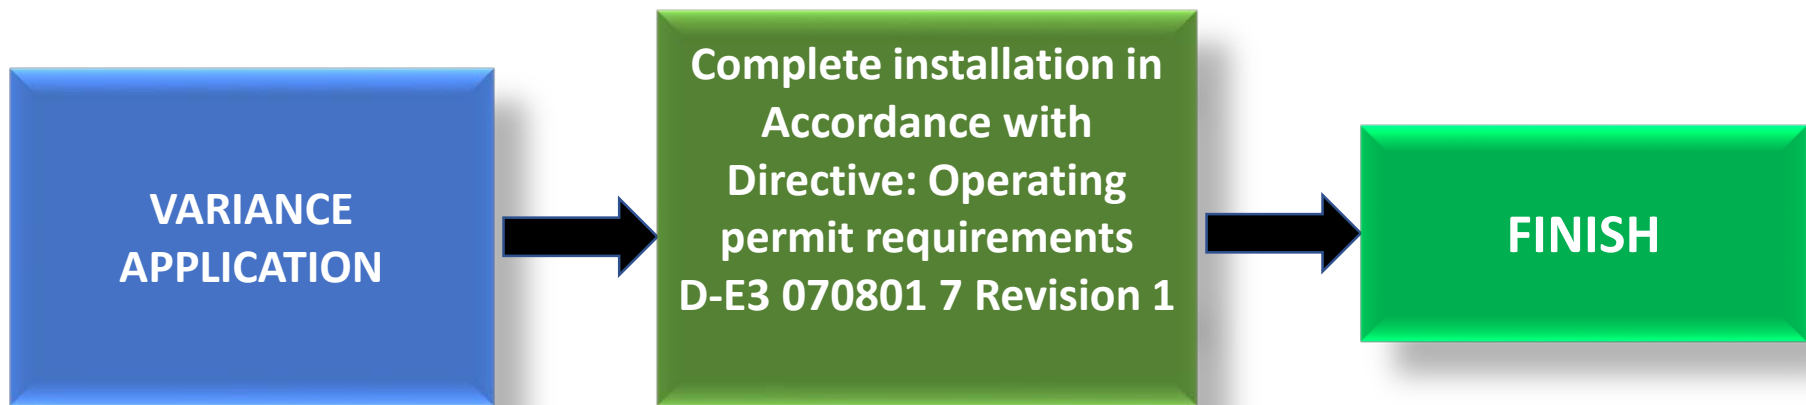 VARIANCE
APPLICATION
Complete installation in
Accordance with
Directive: Operating
permit requirements
D-E3 070801 7 Revision 1
FINISH